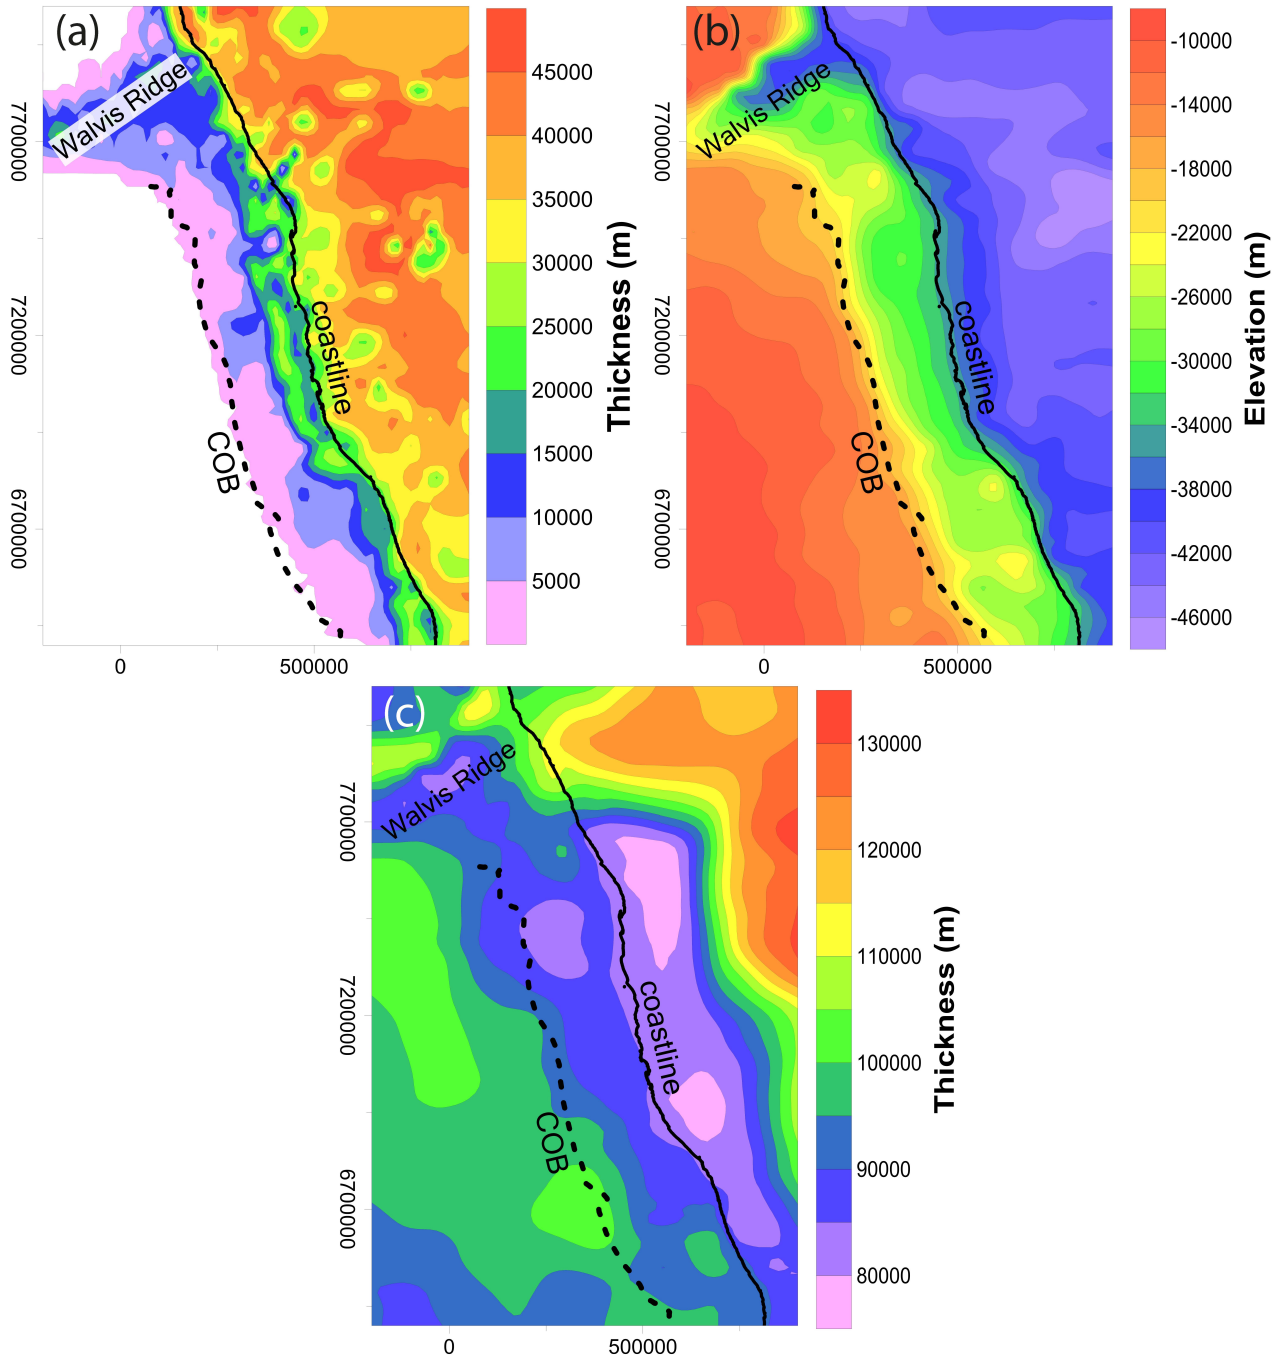 (a)
Walvis Ridge
coastline
COB
7700000
7200000
6700000
0
500000
45000
40000
35000
30000
25000
20000
15000
10000
5000
Thickness (m)
(b)
Walvis Ridge
coastline
COB
7700000
7200000
6700000
0
500000
-10000
-14000
-18000
-22000
-26000
-30000
-34000
-38000
-42000
-46000
Elevation (m)
(c)
Walvis Ridge
coastline
COB
7700000
7200000
6700000
0
500000
130000
120000
110000
100000
90000
80000
Thickness (m)